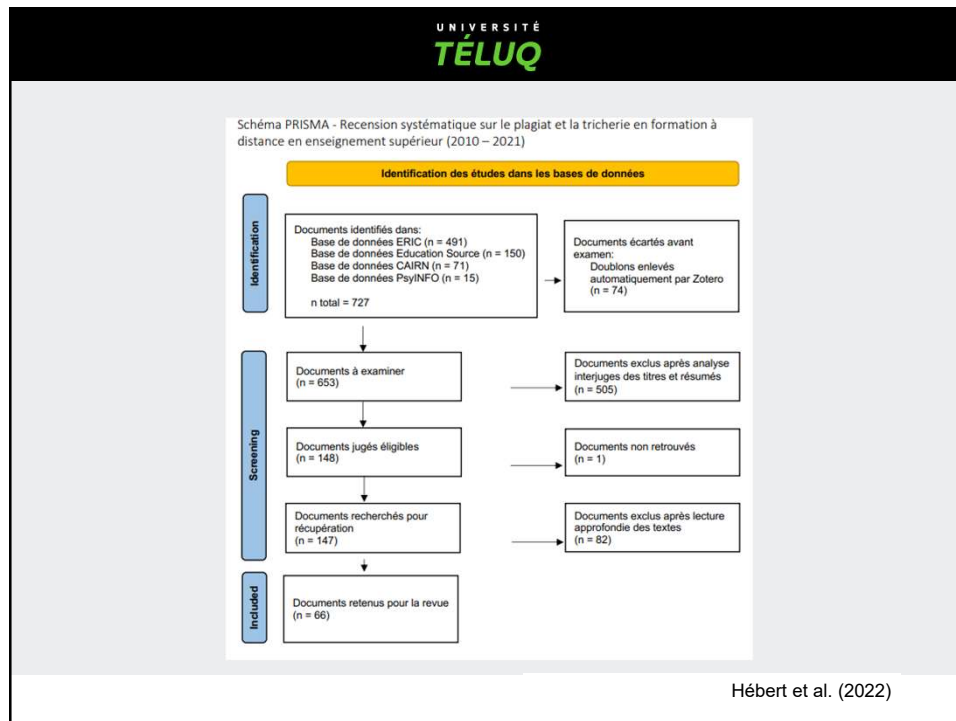 UNIVERSITÉ
TÉLUQ
Schéma PRISMA - Recension systématique sur le plagiat et la tricherie en formation à
distance en enseignement supérieur (2010 – 2021)
Identification des études dans les bases de données
Identification
Documents identifiés dans:
Base de données ERIC (n = 491)
Base de données Education Source (n = 150)
Base de données CAIRN (n = 71)
Base de données PsyINFO (n = 15)
n total = 727
Documents écartés avant
examen:
Doublons enlevés
automatiquement par Zotero
(n = 74)
Screening
Documents à examiner
(n = 653)
Documents exclus après analyse
interjuges des titres et résumés
(n = 505)
Documents jugés éligibles
(n = 148)
Documents non retrouvés
(n = 1)
Documents recherchés pour
récupération
(n = 147)
Documents exclus après lecture
approfondie des textes
(n = 82)
Included
Documents retenus pour la revue
(n = 66)
Hébert et al. (2022)